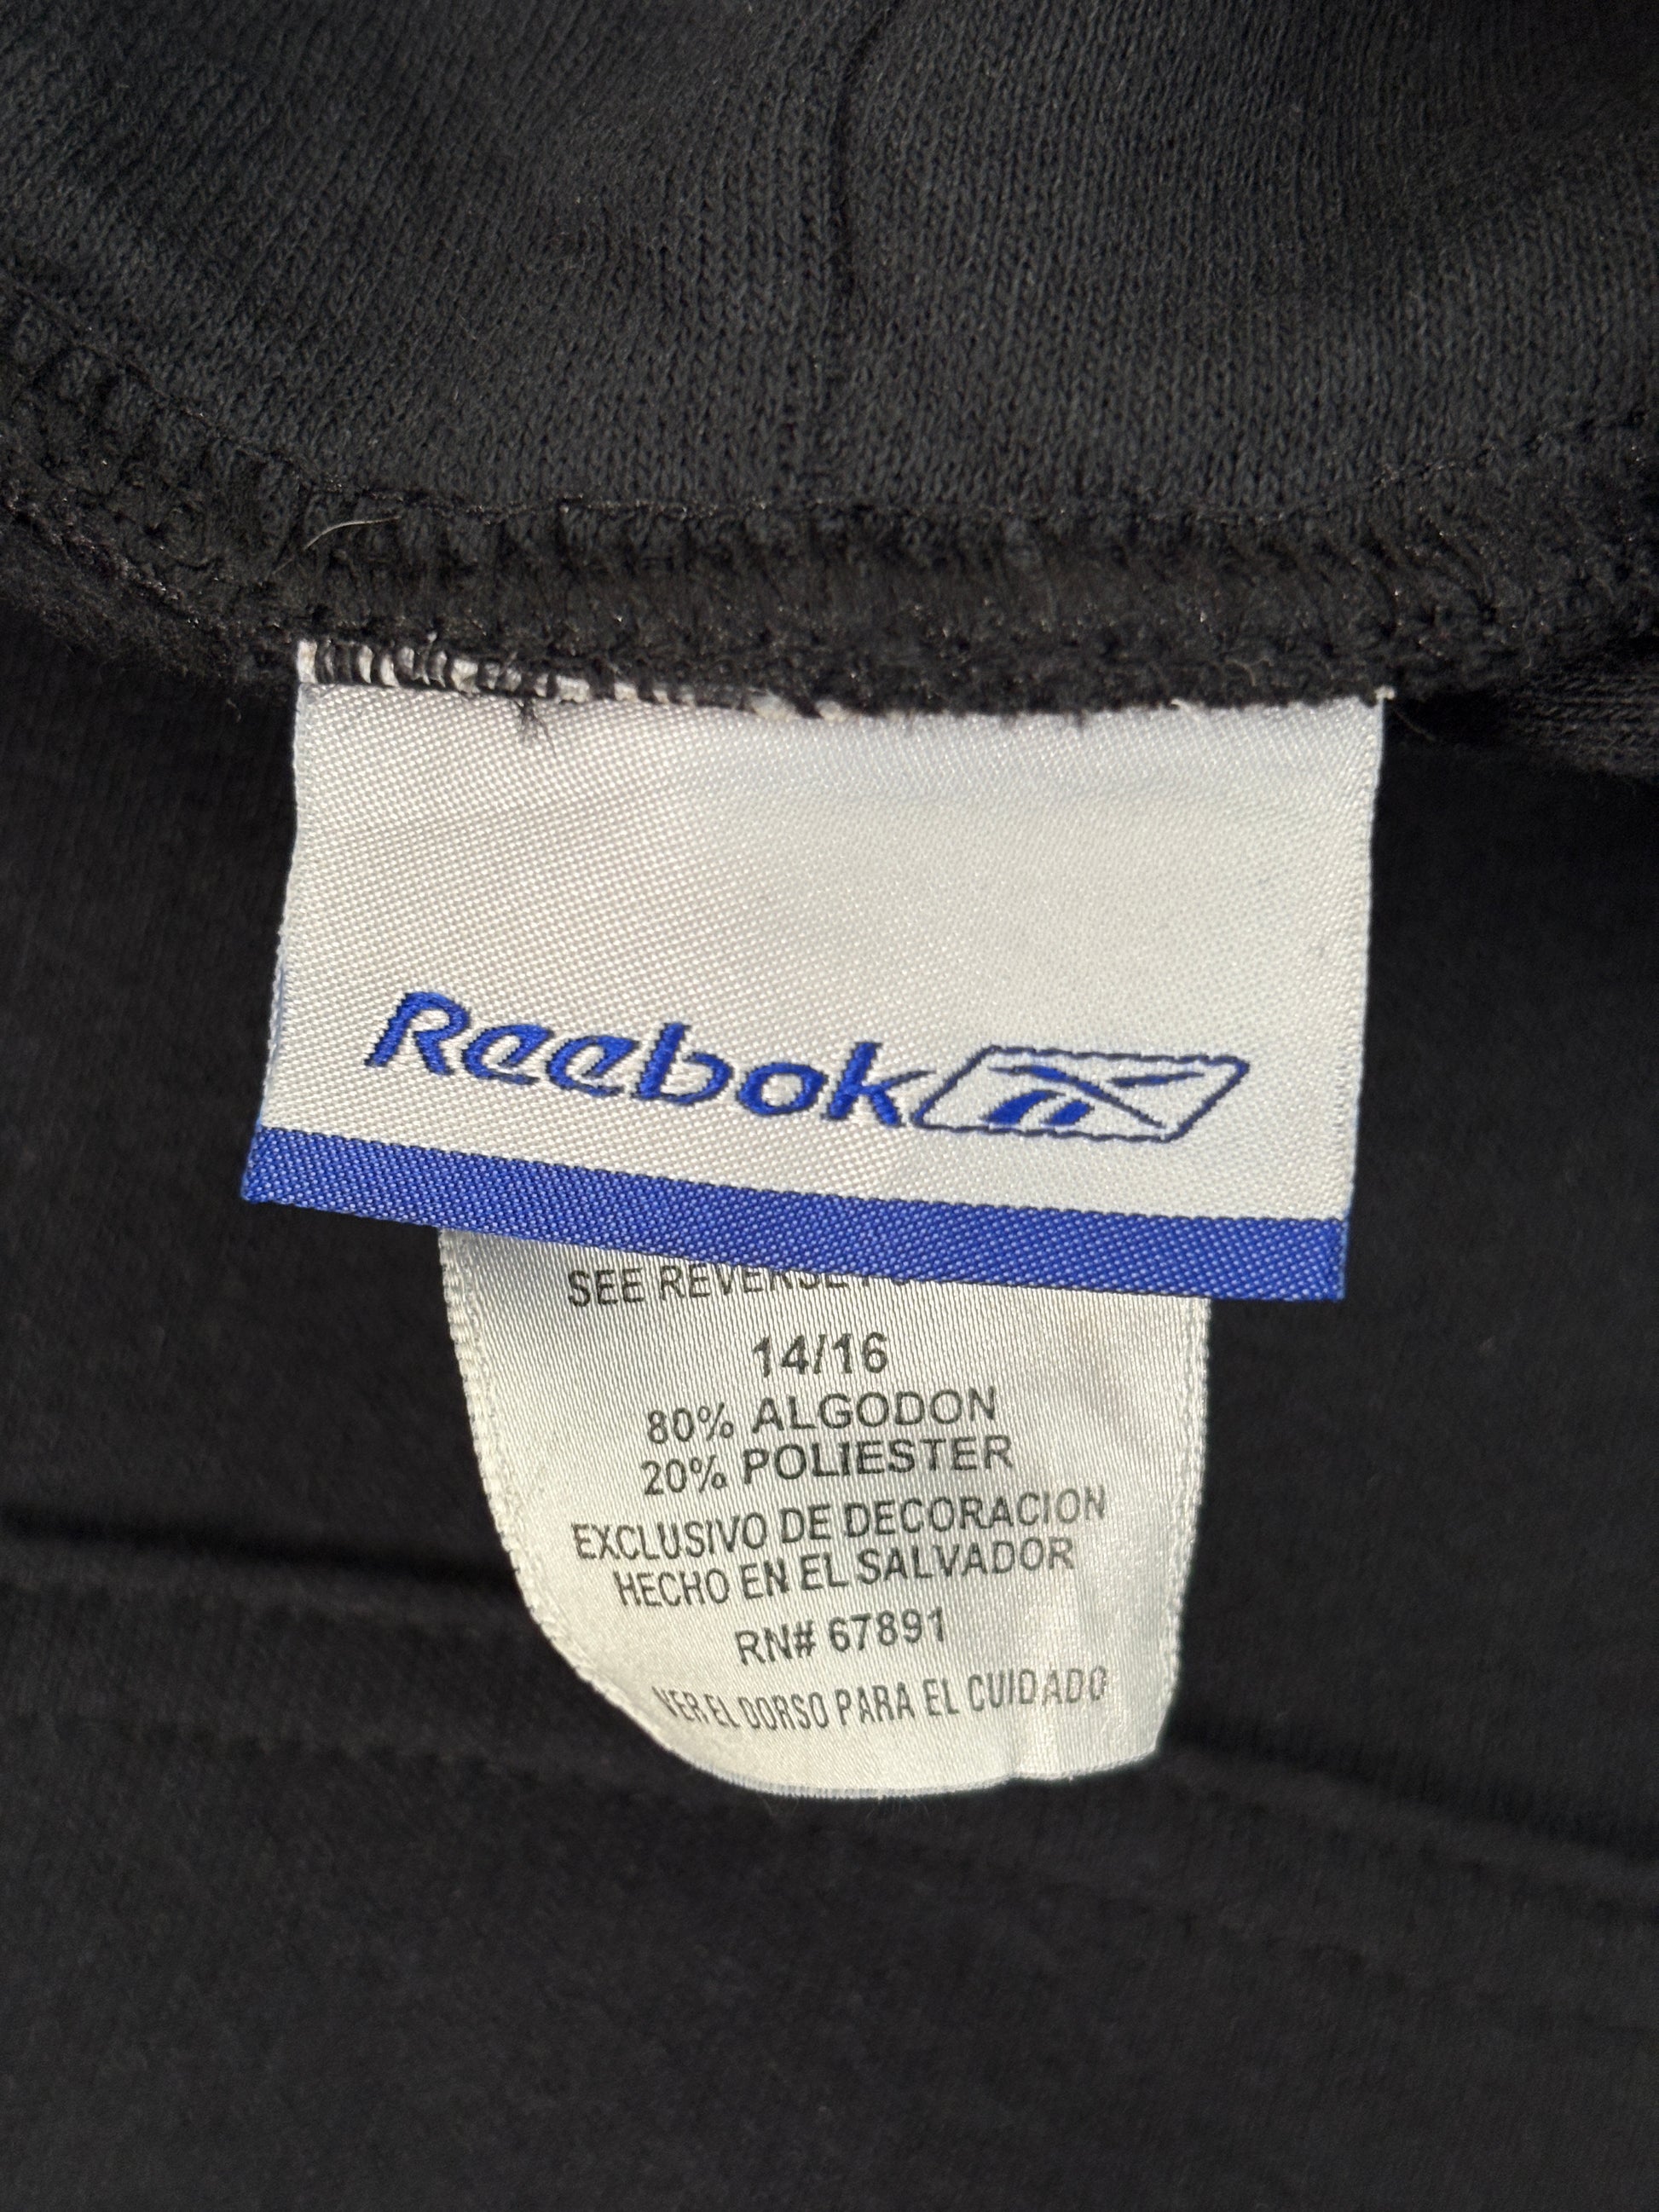 Reebok
SEE REVERSE
14/16
80% ALGODON
20% POLIESTER
EXCLUSIVO DE DECORACION
HECHO EN EL SALVADOR
RN# 67891
VER EL DORSO PARA EL CUIDADO